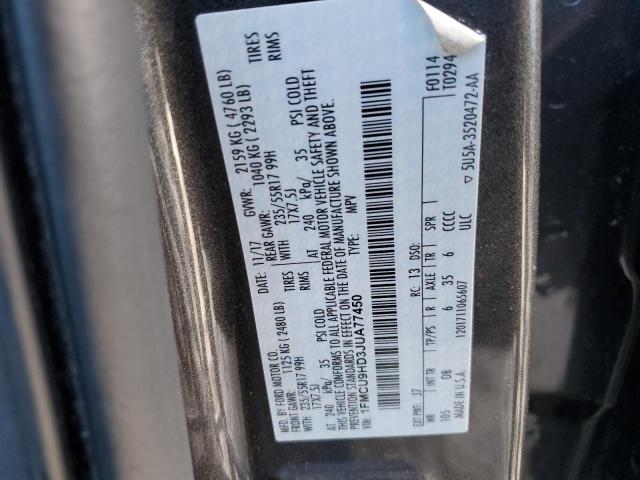 MFD. BY FORD MOTOR CO.
11/17 GVWR: 2159 KG ( 4760 LB)
FRONT GAWR: 1125 KG ( 2480 LB)
REAR GAWR: 1040 KG ( 2293 LB)
WITH 235/55R17 99H TIRES
WITH 235/55R17 99H TIRES
17X7.5J RIMS
17X7.5J RIMS
AT 240 kPa/ 35 PSI COLD
AT 240 kPa/ 35 PSI COLD
THIS VEHICLE CONFORMS TO ALL APPLICABLE FEDERAL MOTOR VEHICLE SAFETY AND THEFT
PREVENTION STANDARDS IN EFFECT ON THE DATE OF MANUFACTURE SHOWN ABOVE.
VIN: 1FMCU9HD3JUA77450
TYPE: MPV
F0114
T0294
EXT PNT: J7 RC: 13 DSO:
WB INT TR TP/PS R AXLE TR SPR
105 DB 6 35 6 CCCC
MADE IN U.S.A. 1201711065607 ULC
▽ 5U5A-3520472-AA